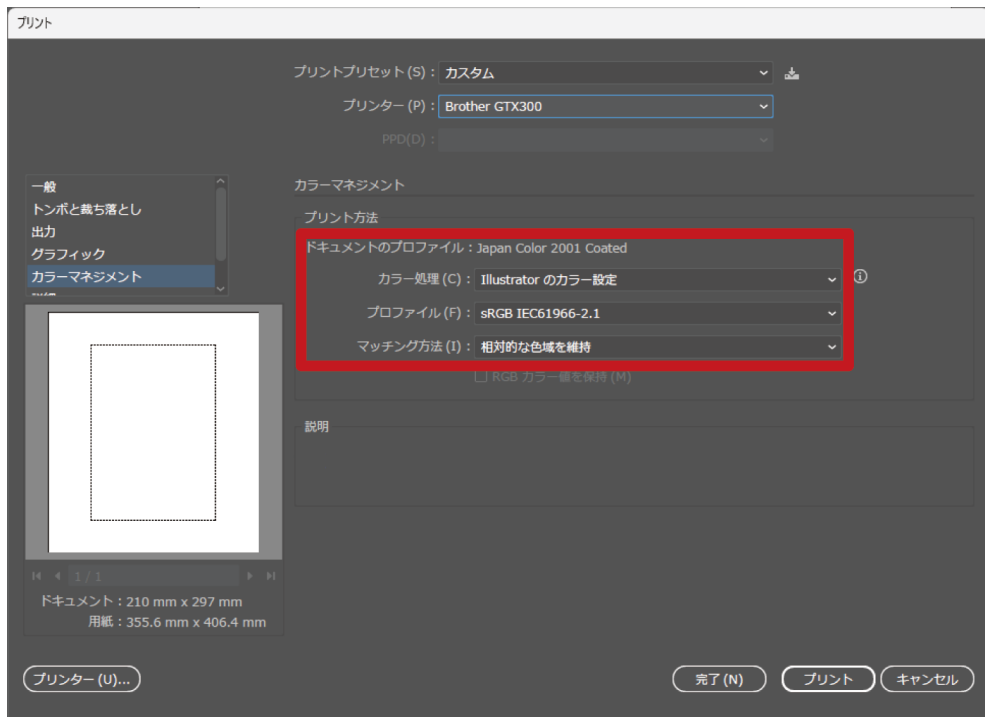 プリント
プリントプリセット (S) : カスタム
プリンター (P) : Brother GTX300
PPD(D) :
一般
トンボと裁ち落とし
出力
グラフィック
カラーマネジメント
カラーマネジメント
プリント方法
ドキュメントのプロファイル : Japan Color 2001 Coated
カラー処理 (C) : Illustrator のカラー設定
プロファイル (F) : sRGB IEC61966-2.1
マッチング方法 (I) : 相対的な色域を維持
RGB カラー値を保持 (M)
説明
1 / 1
ドキュメント : 210 mm x 297 mm
用紙 : 355.6 mm x 406.4 mm
プリンター (U)...
完了 (N)
プリント
キャンセル